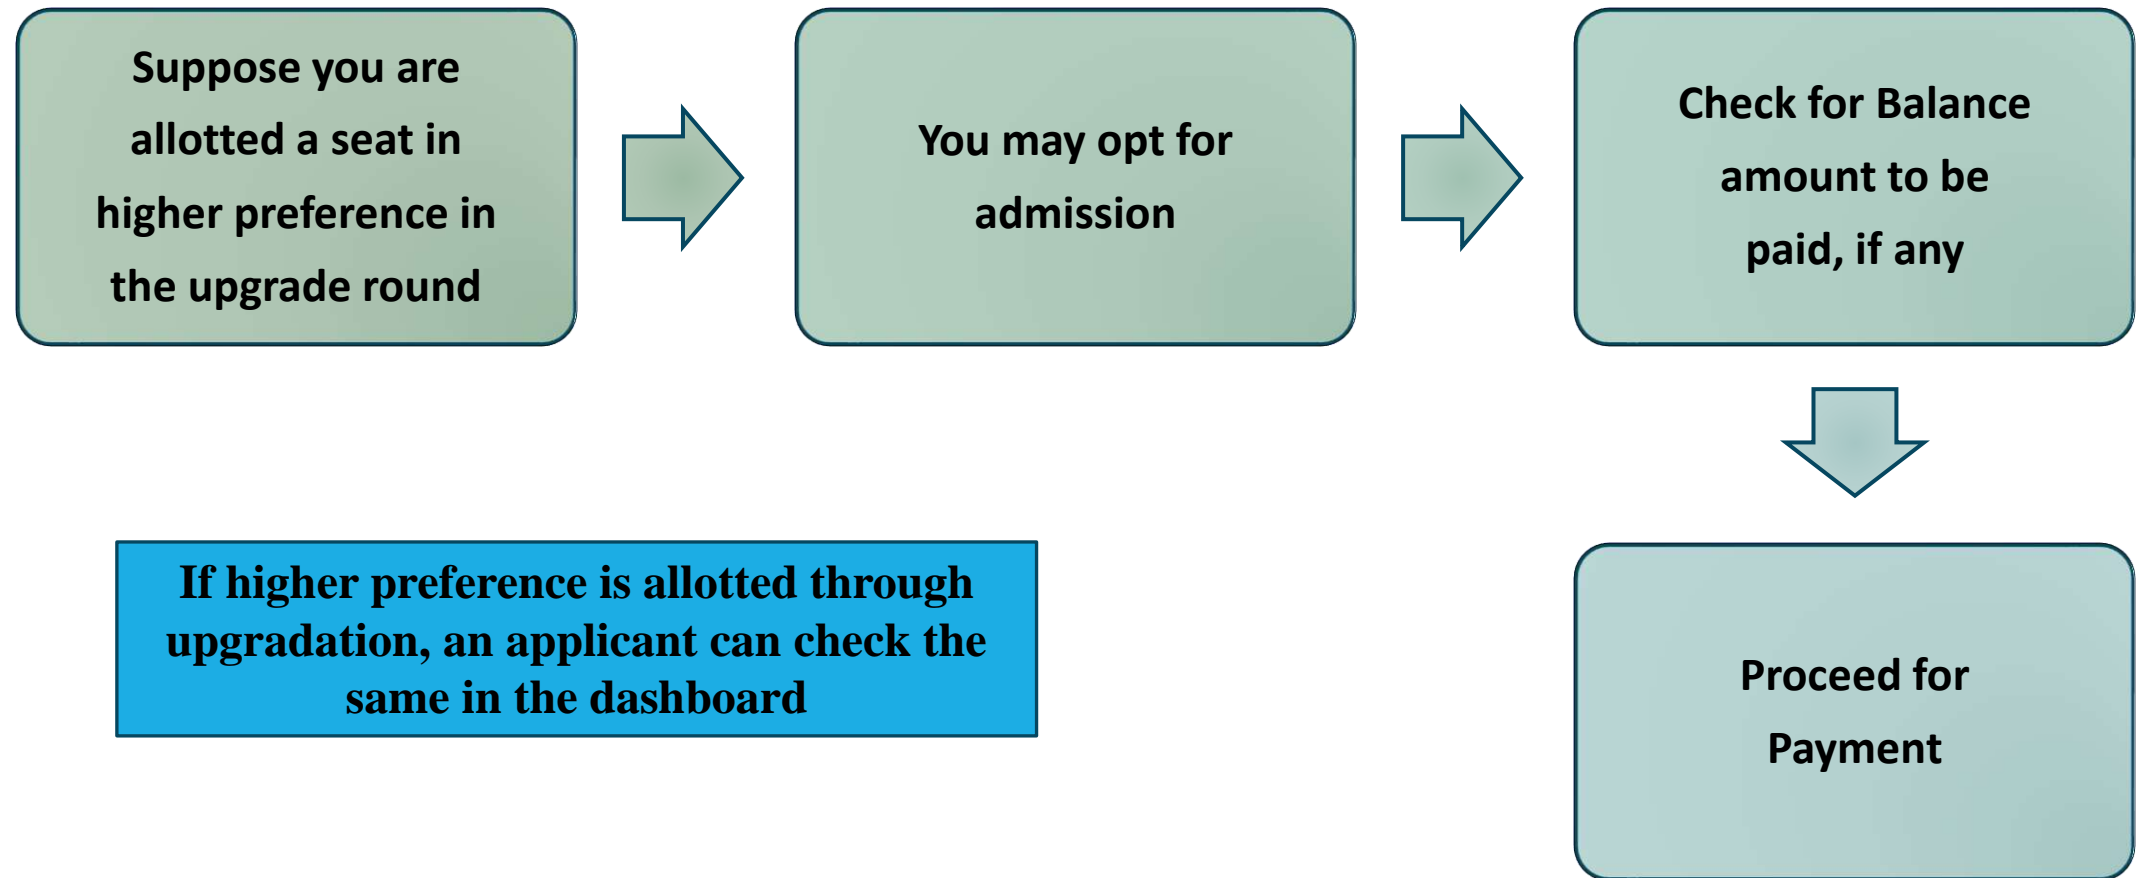 Suppose you are
allotted a seat in
higher preference in
the upgrade round
You may opt for
admission
Check for Balance
amount to be
paid, if any
If higher preference is allotted through
upgradation, an applicant can check the
same in the dashboard
Proceed for
Payment